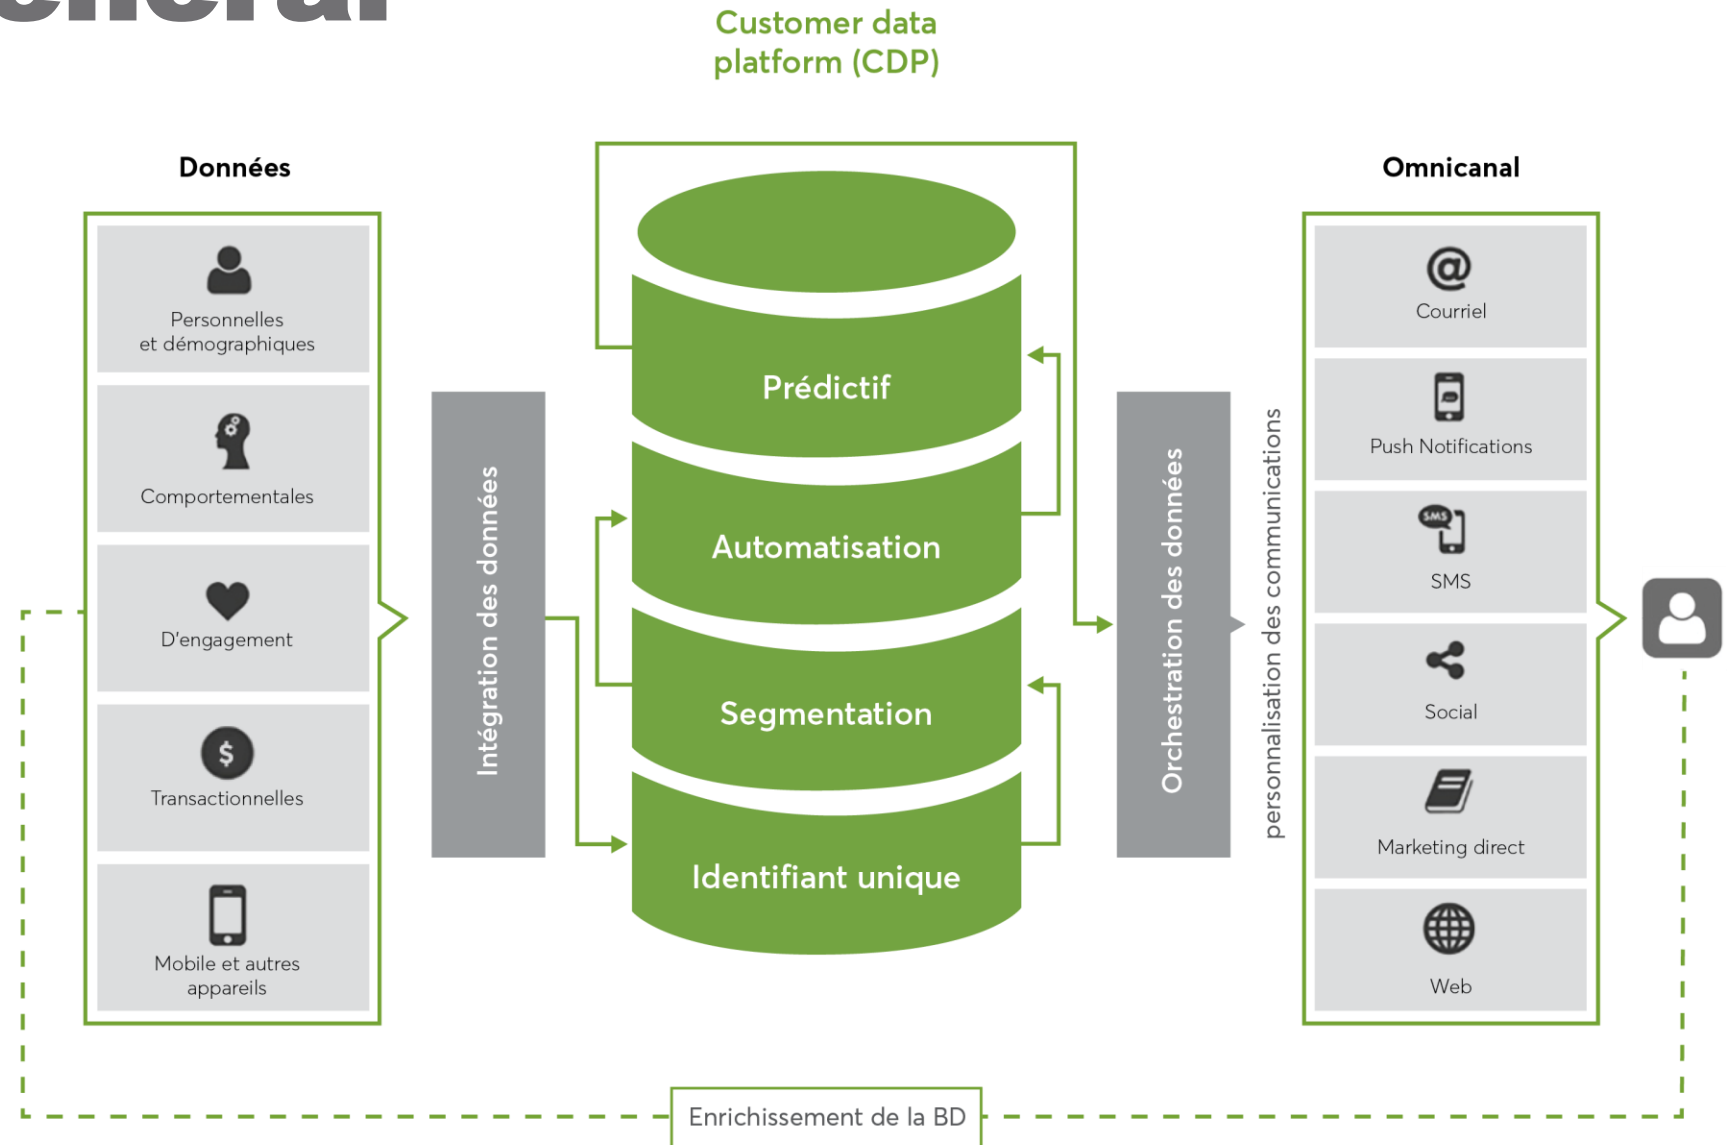 Customer data
platform (CDP)
Données
Personnelles
et démographiques
Comportementales
D'engagement
Transactionnelles
Mobile et autres
appareils
Intégration des données
Prédictif
Automatisation
Segmentation
Identifiant unique
Orchestration des données
personnalisation des communications
Omnicanal
@
Courriel
Push Notifications
SMS
SMS
Social
Marketing direct
Web
$
Enrichissement de la BD